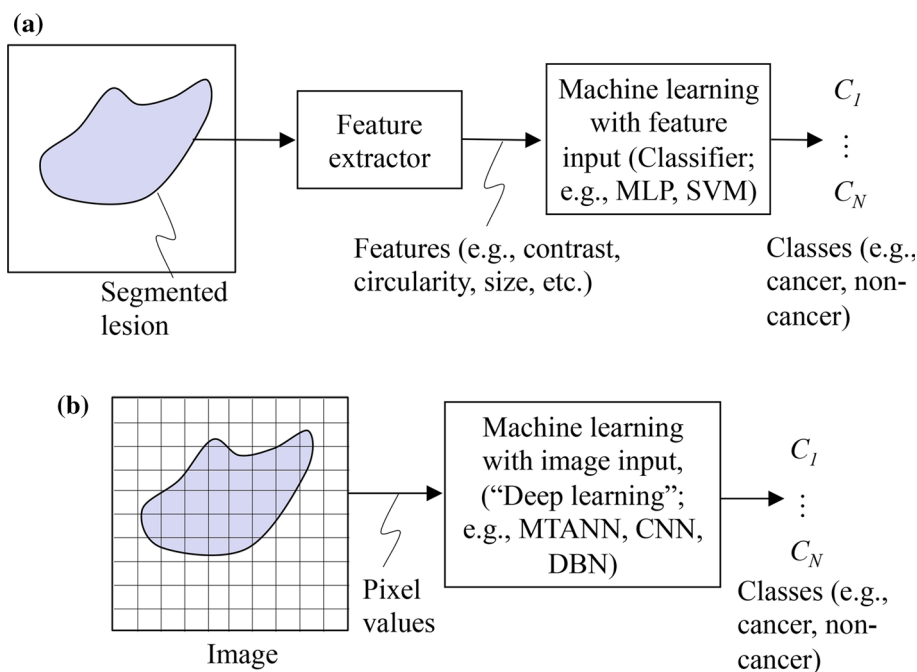 (a)
Feature
extractor
Machine learning
with feature
input (Classifier;
e.g., MLP, SVM)
C1
⋮
CN
Segmented
lesion
Features (e.g., contrast,
circularity, size, etc.)
Classes (e.g.,
cancer, non-
cancer)
(b)
Image
Pixel
values
Machine learning
with image input,
(“Deep learning”;
e.g., MTANN, CNN,
DBN)
C1
⋮
CN
Classes (e.g.,
cancer, non-
cancer)